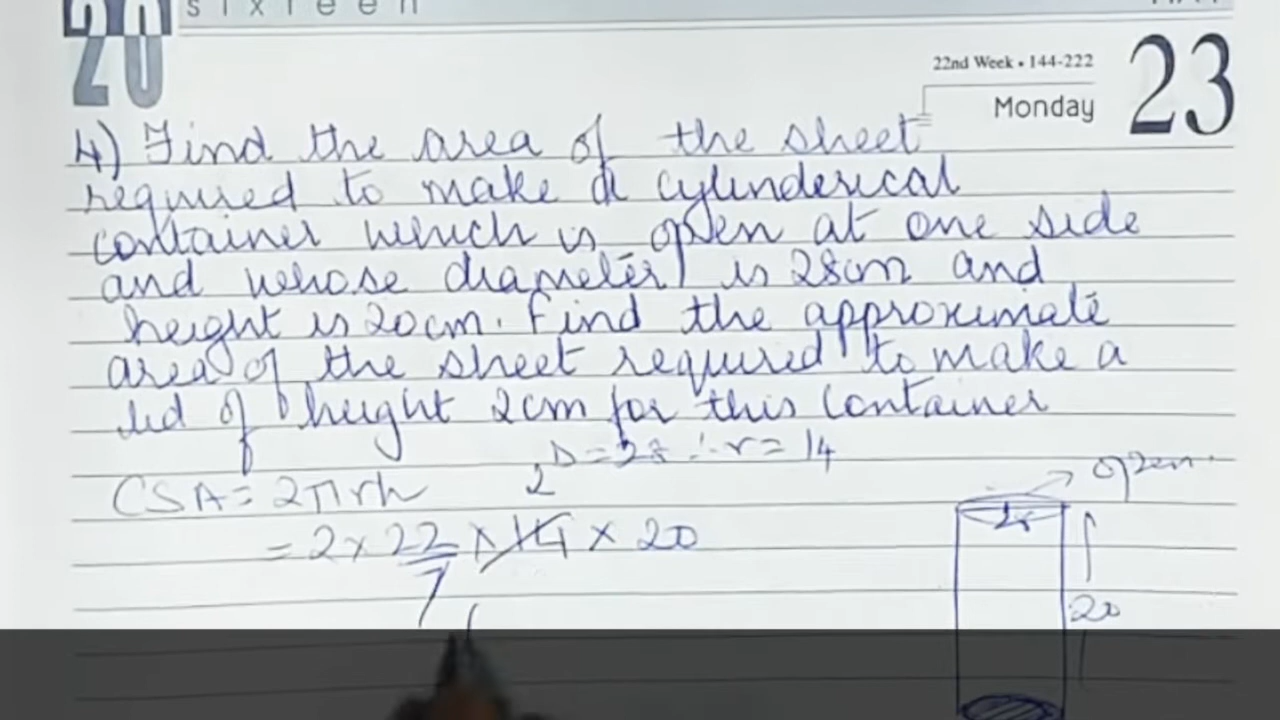 sixteen
20
22nd Week • 144-222
Monday
23
4) Find the area of the sheet
required to make a cylinderical
container which is open at one side
and whose diameter is 28cm and
height is 20cm. Find the approximate
area of the sheet required to make a
lid of height 2cm for this container
D = 28 ∴ r = 14
CSA = 2πrh
2
= 2 × 22/7 × 14 × 20
open
28
20